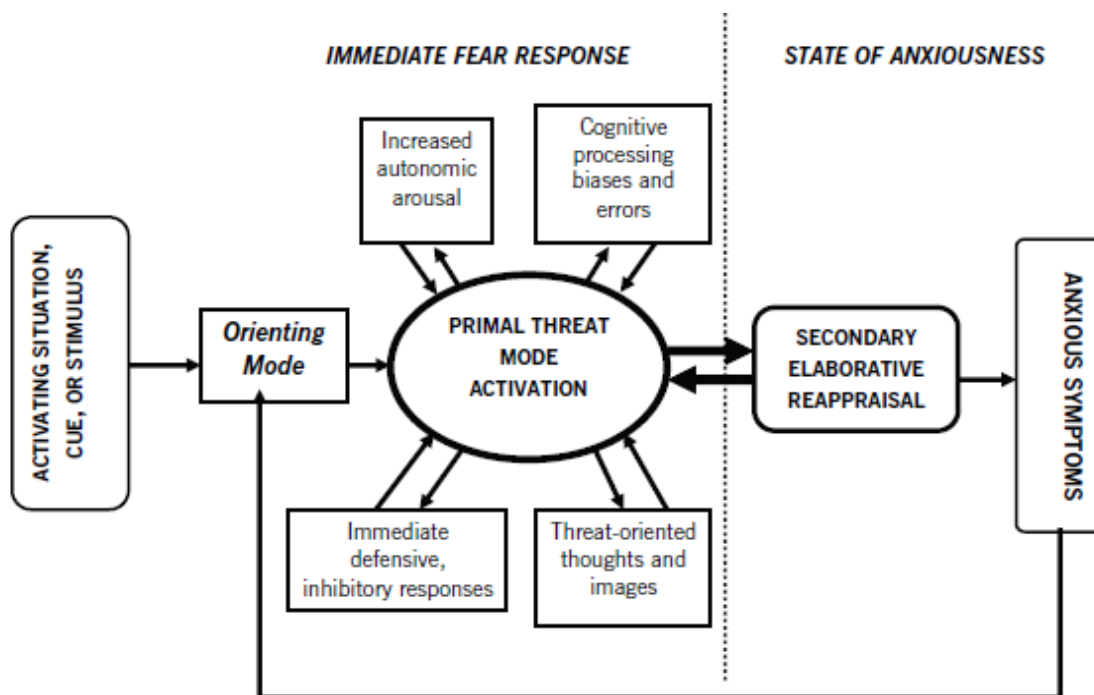 IMMEDIATE FEAR RESPONSE
STATE OF ANXIOUSNESS
Increased
autonomic
arousal
Cognitive
processing
biases and
errors
ACTIVATING SITUATION,
CUE, OR STIMULUS
Orienting
Mode
PRIMAL THREAT
MODE
ACTIVATION
SECONDARY
ELABORATIVE
REAPPRAISAL
ANXIOUS SYMPTOMS
Immediate
defensive,
inhibitory responses
Threat-oriented
thoughts and
images